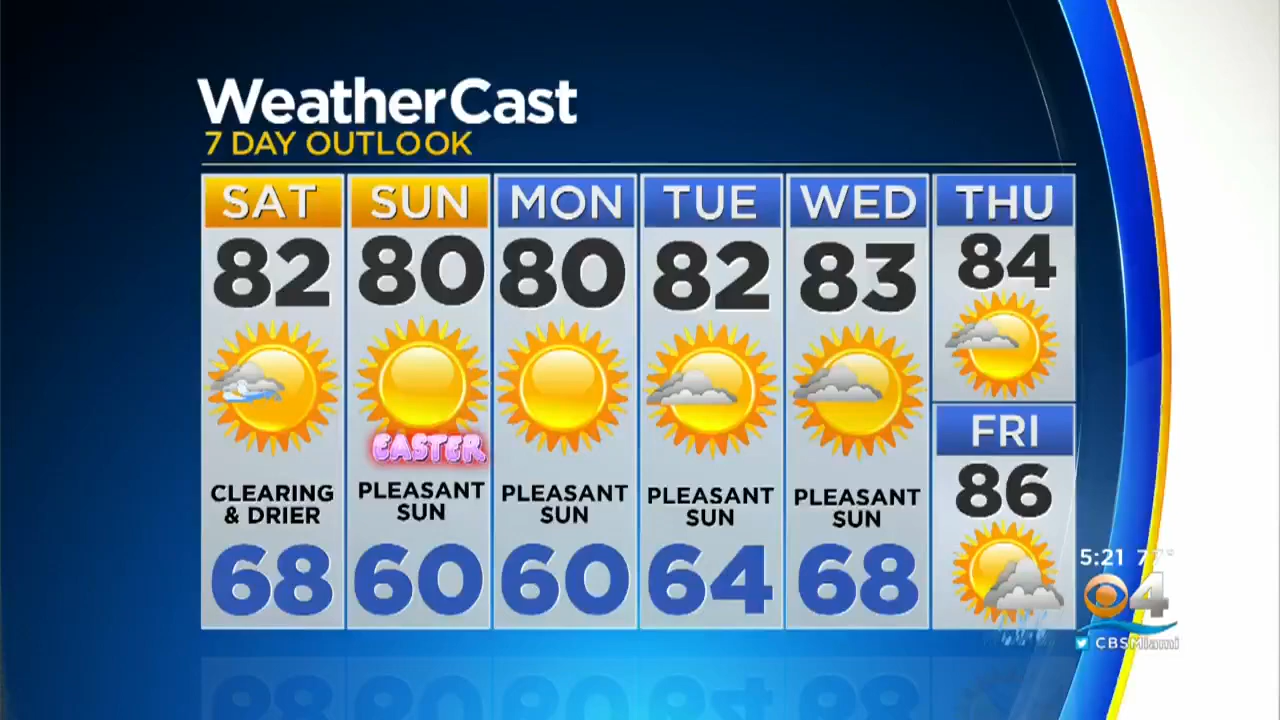 WeatherCast
7 DAY OUTLOOK
SAT SUN MON TUE WED THU
82 80 80 82 83 84
EASTER
FRI
86
CLEARING & DRIER
PLEASANT SUN
PLEASANT SUN
PLEASANT SUN
PLEASANT SUN
68 60 60 64 68
5:21 77°
4
CBSMiami